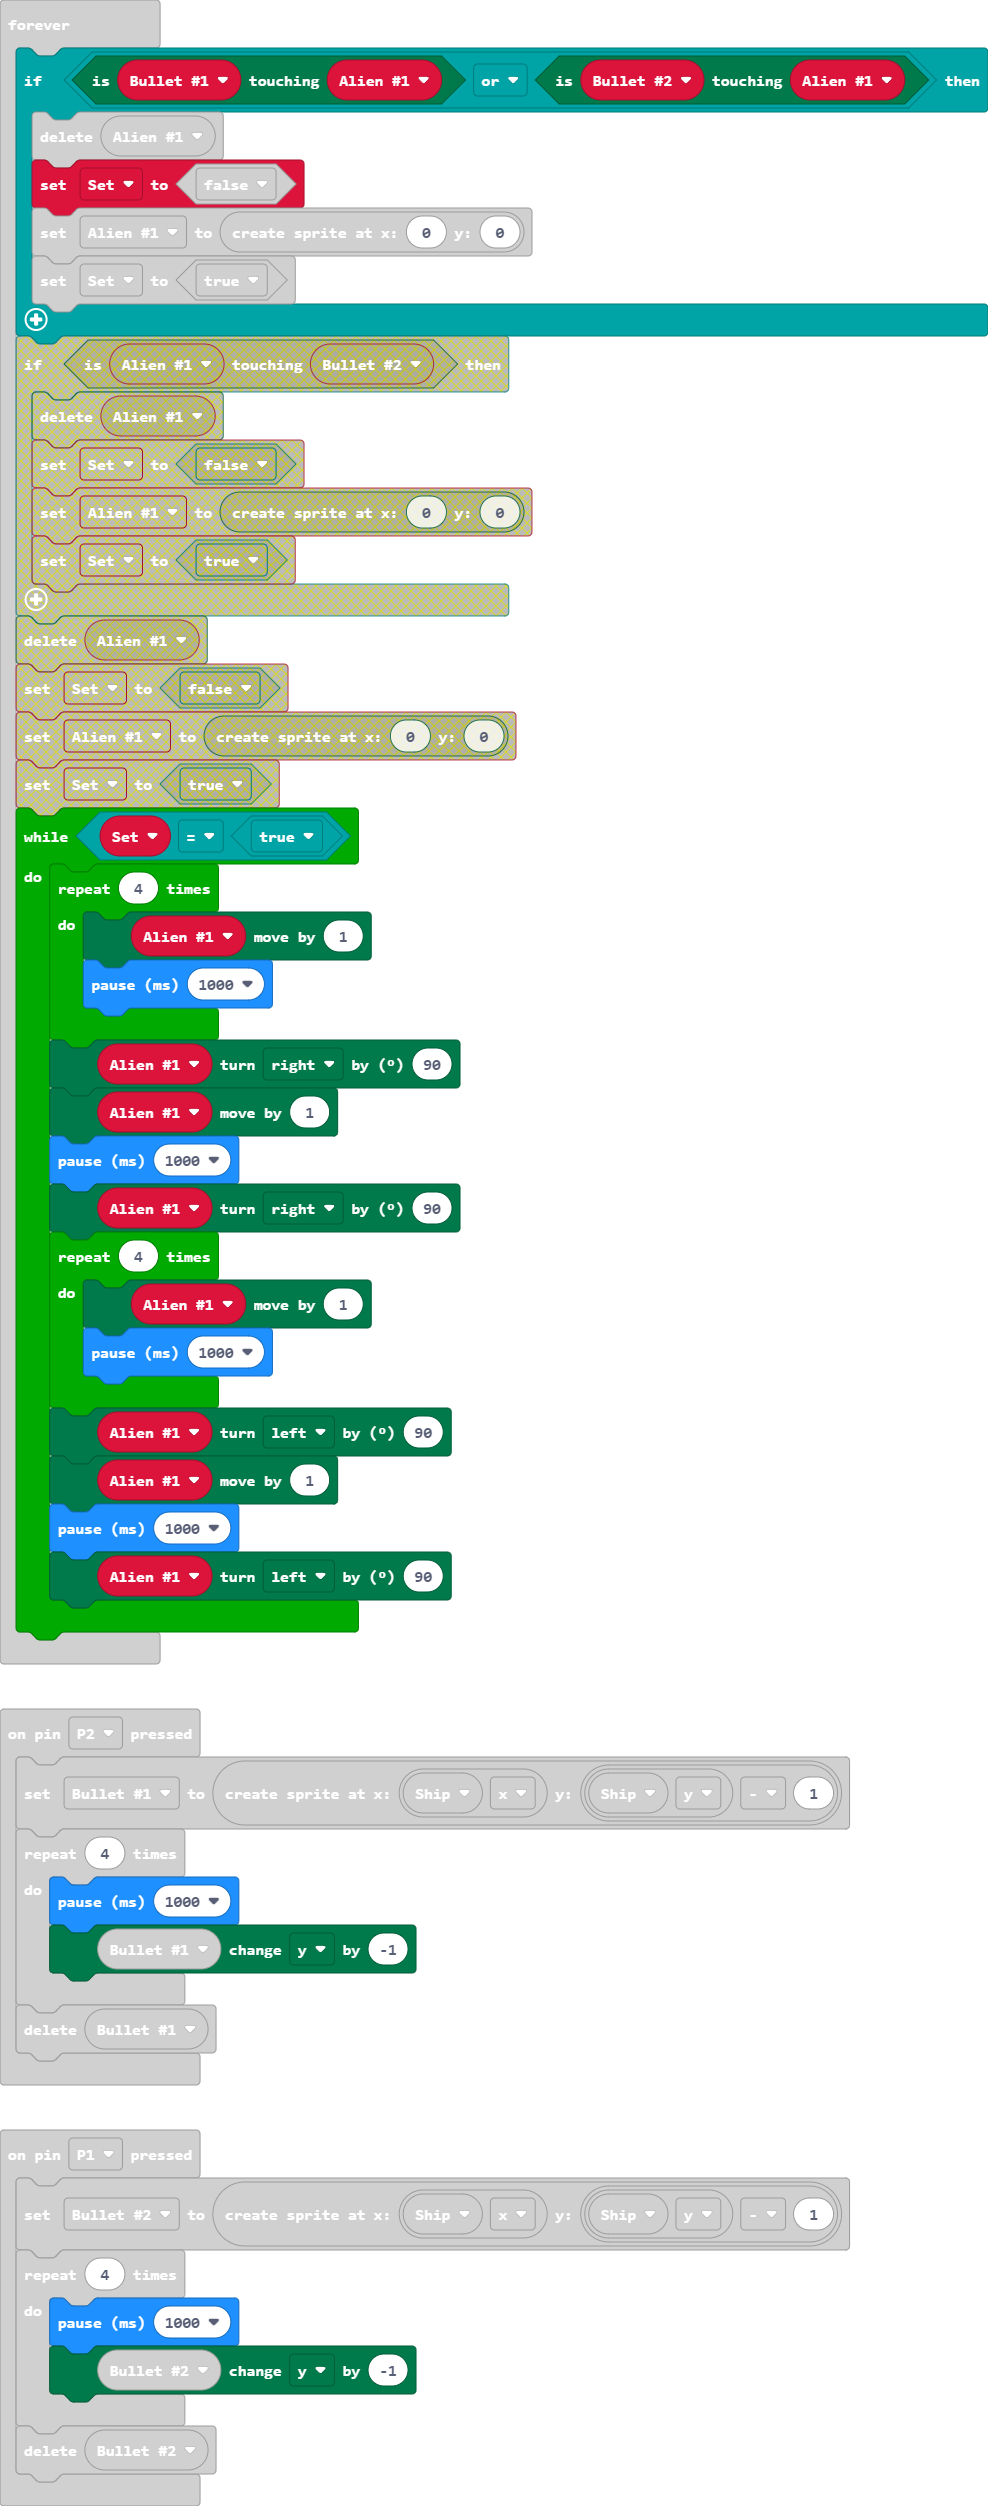 forever
if is Bullet #1 touching Alien #1 or is Bullet #2 touching Alien #1 then
delete Alien #1
set Set to false
set Alien #1 to create sprite at x: 0 y: 0
set Set to true
if is Alien #1 touching Bullet #2 then
delete Alien #1
set Set to false
set Alien #1 to create sprite at x: 0 y: 0
set Set to true
delete Alien #1
set Set to false
set Alien #1 to create sprite at x: 0 y: 0
set Set to true
while Set = true
do
repeat 4 times
do
Alien #1 move by 1
pause (ms) 1000
Alien #1 turn right by (º) 90
Alien #1 move by 1
pause (ms) 1000
Alien #1 turn right by (º) 90
repeat 4 times
do
Alien #1 move by 1
pause (ms) 1000
Alien #1 turn left by (º) 90
Alien #1 move by 1
pause (ms) 1000
Alien #1 turn left by (º) 90
on pin P2 pressed
set Bullet #1 to create sprite at x: Ship x y: Ship y - 1
repeat 4 times
do
pause (ms) 1000
Bullet #1 change y by -1
delete Bullet #1
on pin P1 pressed
set Bullet #2 to create sprite at x: Ship x y: Ship y - 1
repeat 4 times
do
pause (ms) 1000
Bullet #2 change y by -1
delete Bullet #2